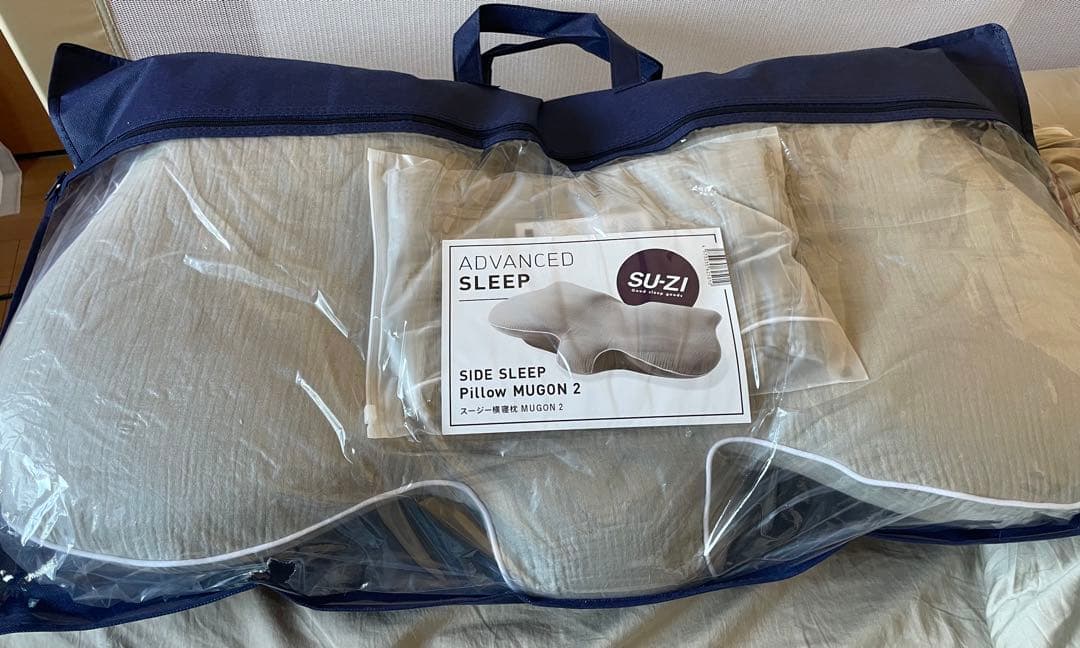 ADVANCED
SLEEP
SU-ZI
Good sleep goods
SIDE SLEEP
Pillow MUGON 2
スージー横寝枕 MUGON 2